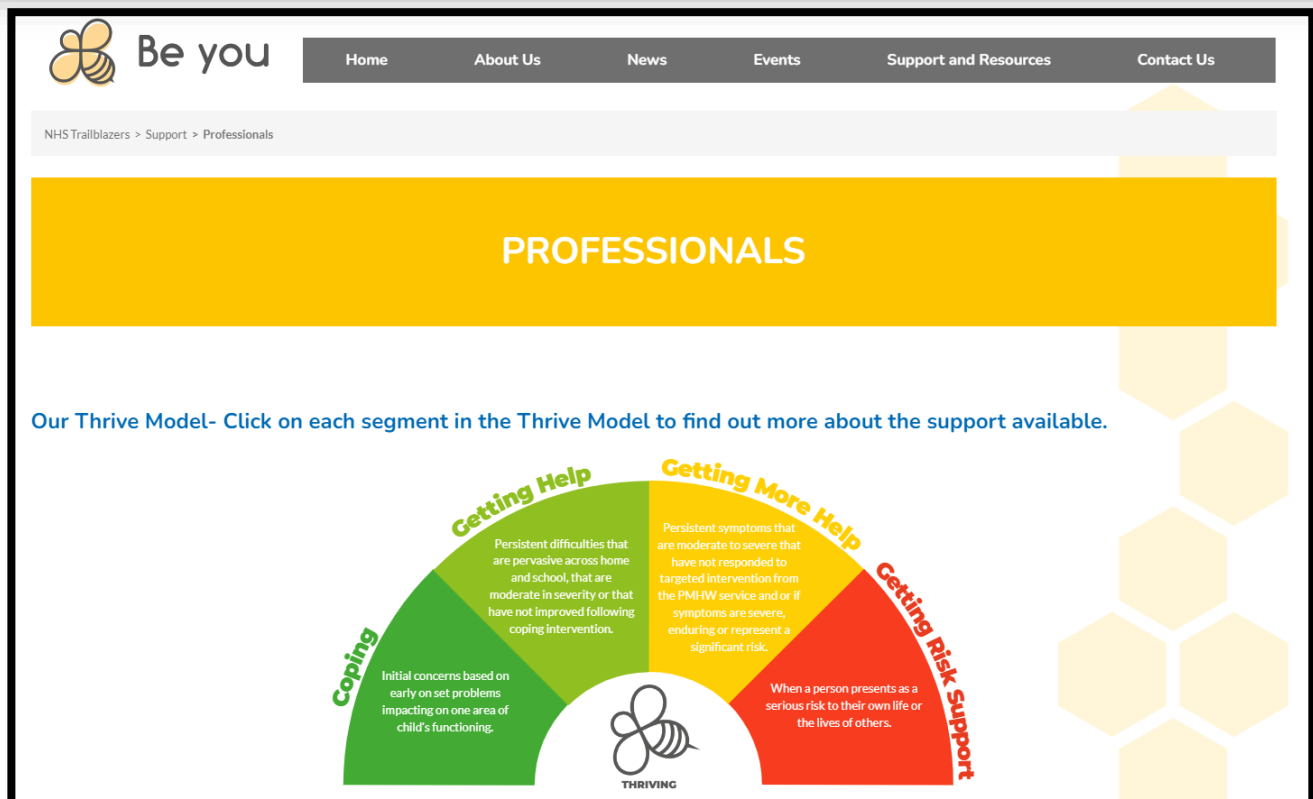 Be you
Home
About Us
News
Events
Support and Resources
Contact Us
NHS Trailblazers > Support > Professionals
PROFESSIONALS
Our Thrive Model- Click on each segment in the Thrive Model to find out more about the support available.
Coping
Initial concerns based on
early on set problems
impacting on one area of
child's functioning.
Getting Help
Persistent difficulties that
are pervasive across home
and school, that are
moderate in severity or that
have not improved following
coping intervention.
Getting More Help
Persistent symptoms that
are moderate to severe that
have not responded to
targeted intervention from
the PMHW service and or if
symptoms are severe,
enduring or represent a
significant risk.
Getting Risk Support
When a person presents as a
serious risk to their own life or
the lives of others.
THRIVING